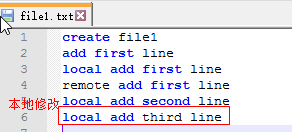 file1.txt
1 create file1
2 add first line
3 local add first line
4 remote add first line
5 local add second line
6 local add third line
7
本地修改